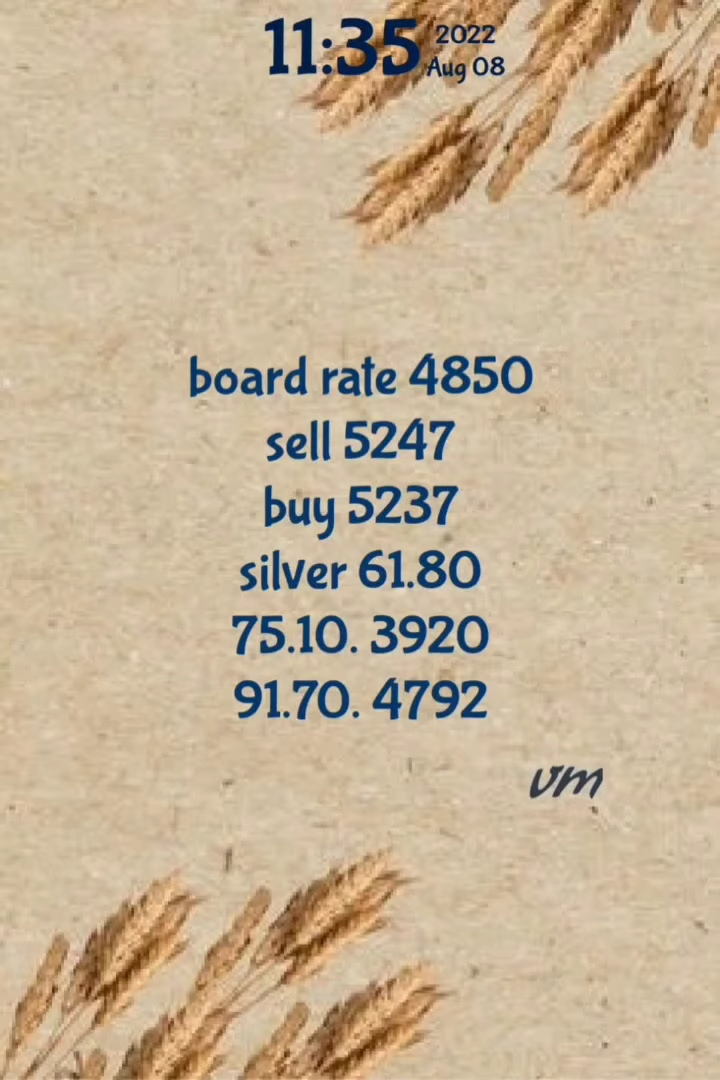 11:35 2022
Aug 08
board rate 4850
sell 5247
buy 5237
silver 61.80
75.10. 3920
91.70. 4792
vm